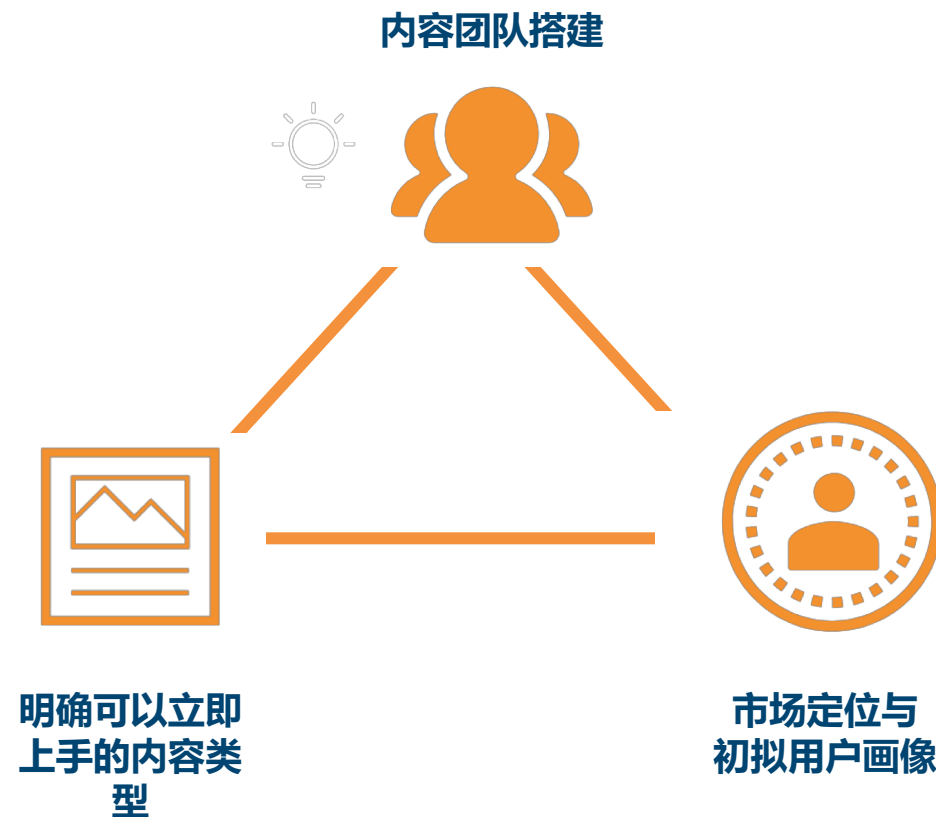 内容团队搭建
明确可以立即
上手的内容类
型
市场定位与
初拟用户画像